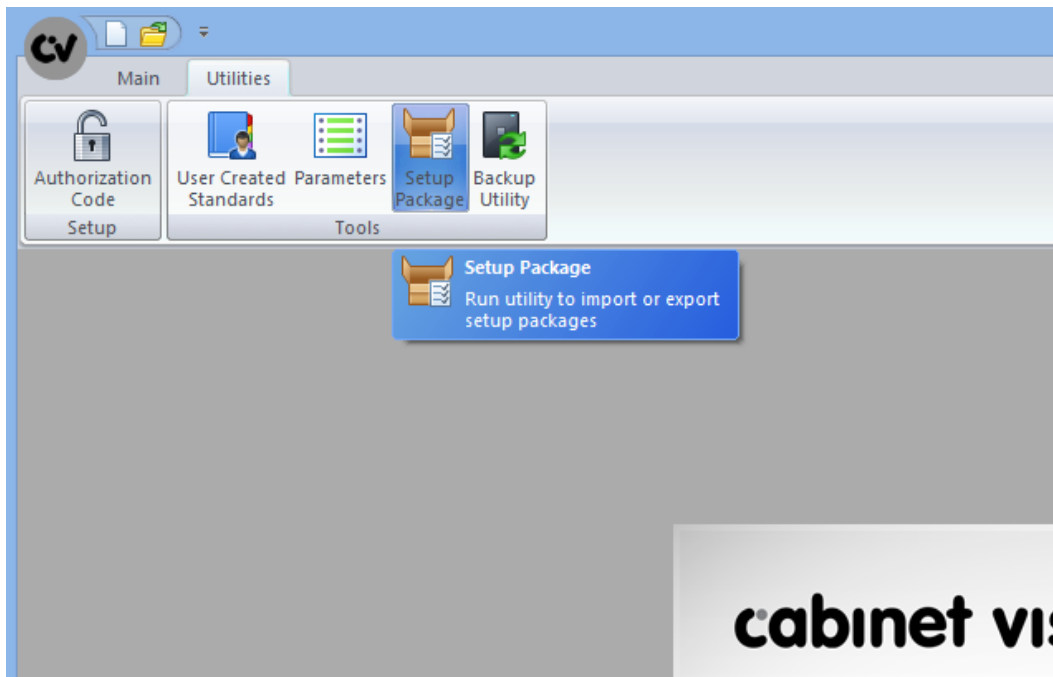 CV
Main Utilities
Authorization
Code
User Created
Standards
Parameters
Setup
Package
Backup
Utility
Setup Tools
Setup Package
Run utility to import or export
setup packages
cabinet vis